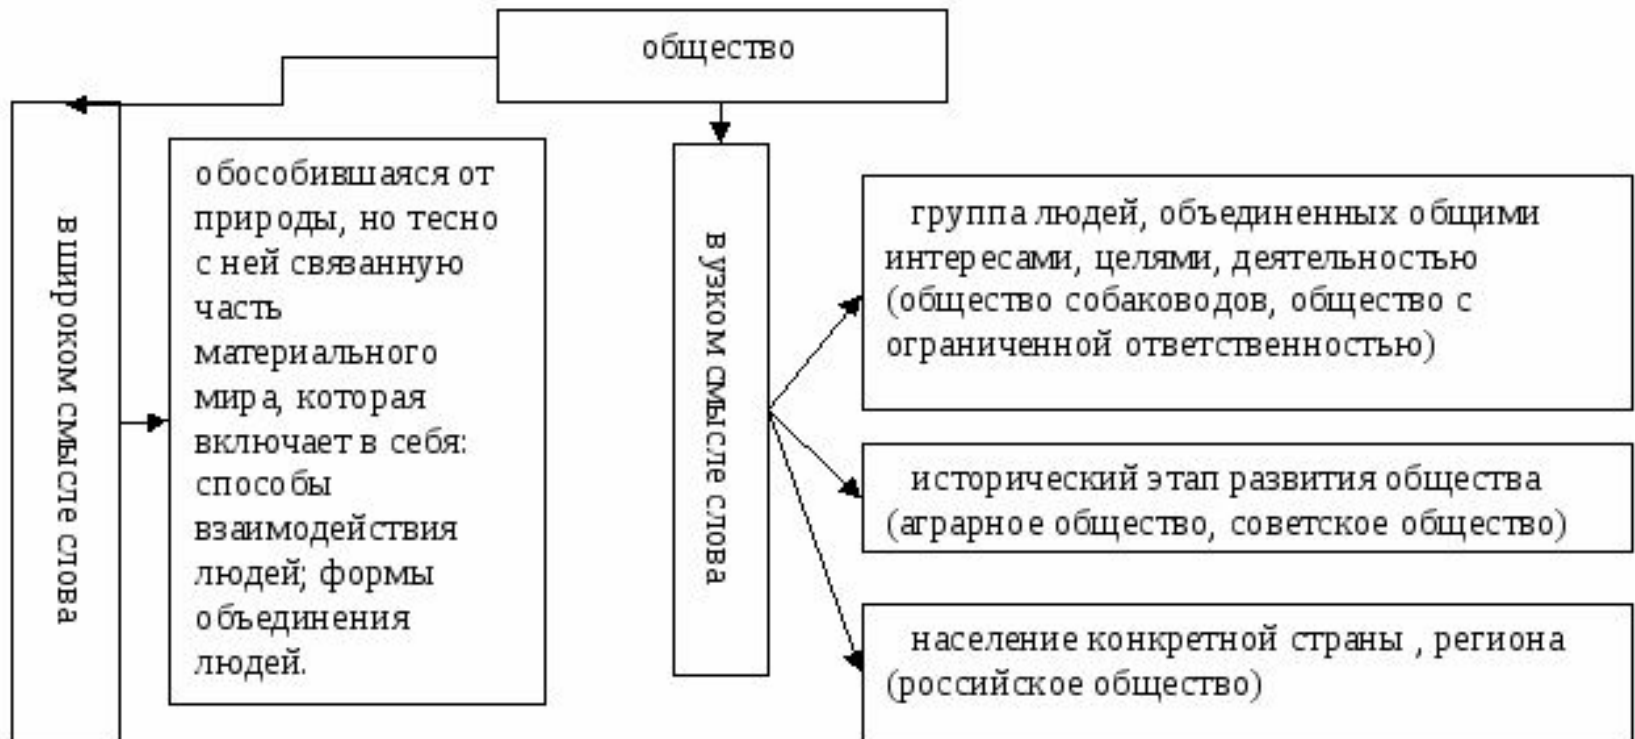 общество
в широком смысле слова
обособившаяся от
природы, но тесно
с ней связанную
часть
материального
мира, которая
включает в себя:
способы
взаимодействия
людей; формы
объединения
людей.
в узком смысле слова
группа людей, объединенных общими
интересами, целями, деятельностью
(общество собаководов, общество с
ограниченной ответственностью)
исторический этап развития общества
(аграрное общество, советское общество)
население конкретной страны , региона
(российское общество)